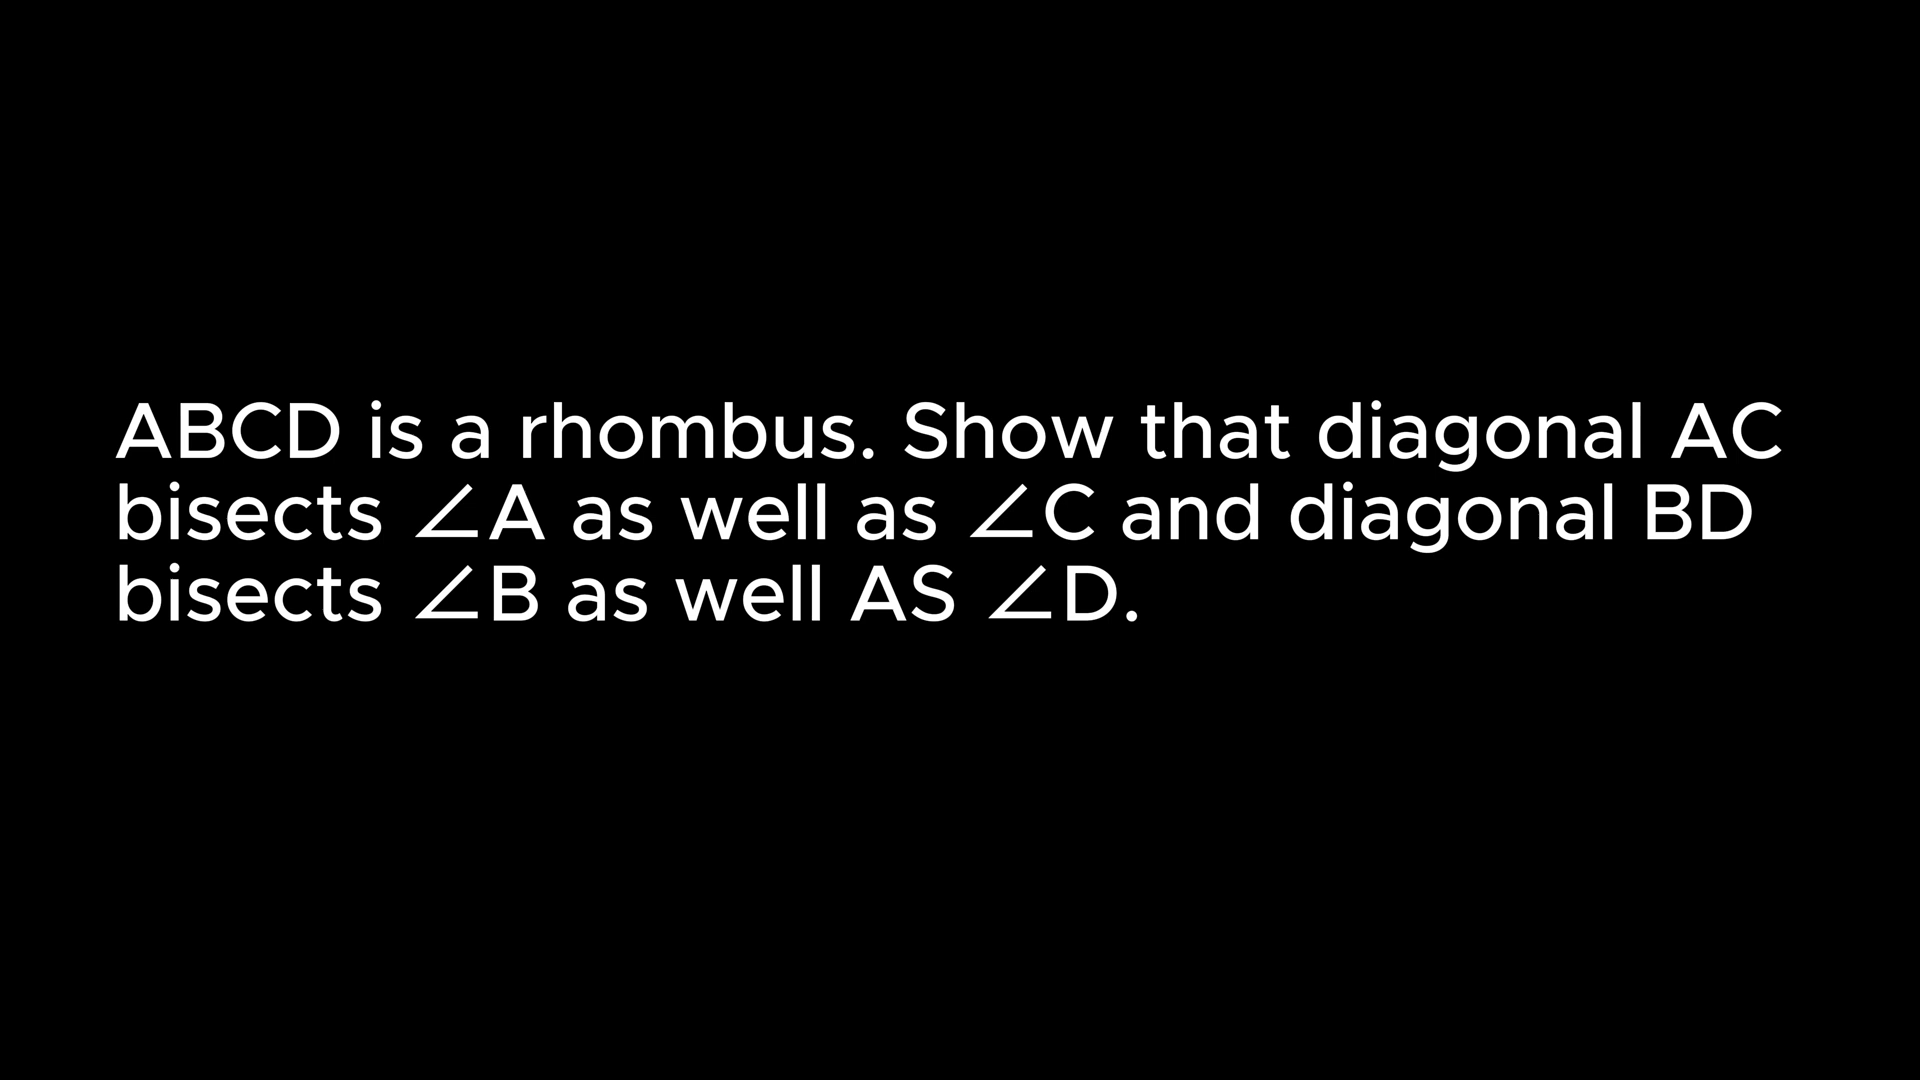 ABCD is a rhombus. Show that diagonal AC
bisects ∠A as well as ∠C and diagonal BD
bisects ∠B as well AS ∠D.